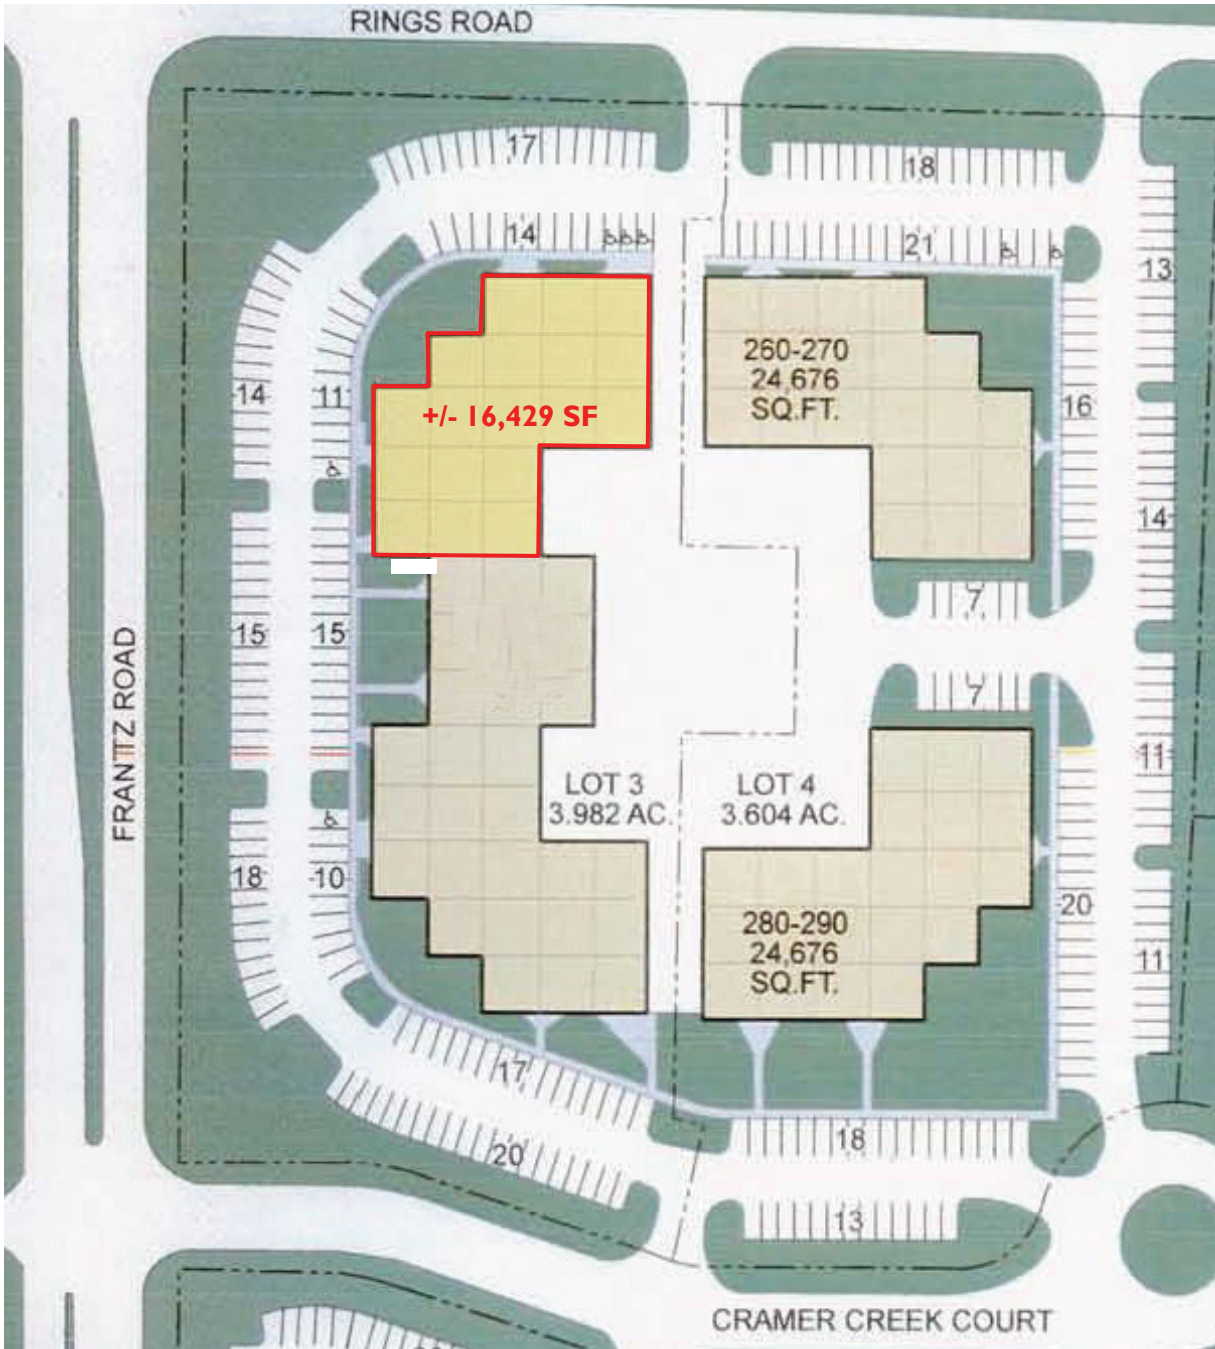 RINGS ROAD
17
18
14
21
13
260-270
24,676
SQ.FT.
14
11
16
+/- 16,429 SF
14
7
15
15
7
FRANTZ ROAD
11
LOT 3
3.982 AC.
LOT 4
3.604 AC.
18
10
20
280-290
24,676
SQ.FT.
11
17
18
20
13
CRAMER CREEK COURT